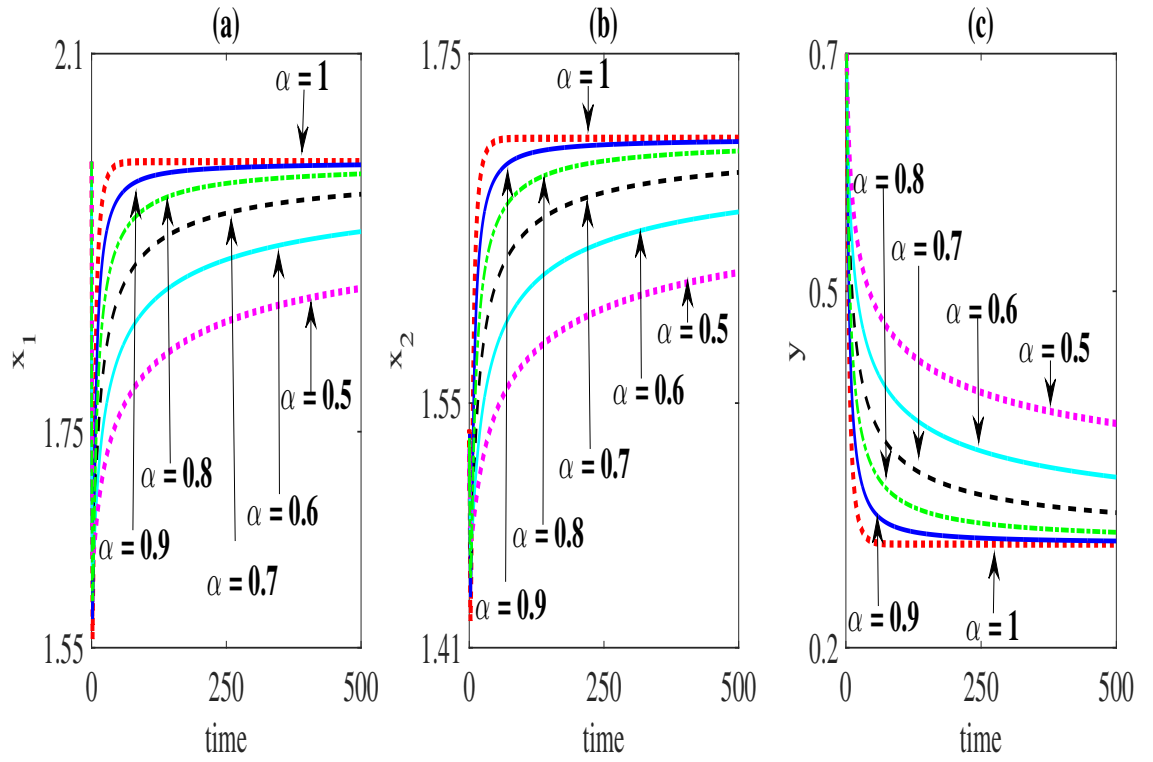 (a)
2.1
α = 1
x1
1.75
α = 0.5
α = 0.8
α = 0.6
α = 0.9
α = 0.7
1.55
0
250
500
time
(b)
1.75
α = 1
x2
1.55
α = 0.5
α = 0.6
α = 0.7
α = 0.8
α = 0.9
1.41
0
250
500
time
(c)
0.7
α = 0.8
α = 0.7
0.5
α = 0.6
y
α = 0.5
α = 0.9
α = 1
0.2
0
250
500
time